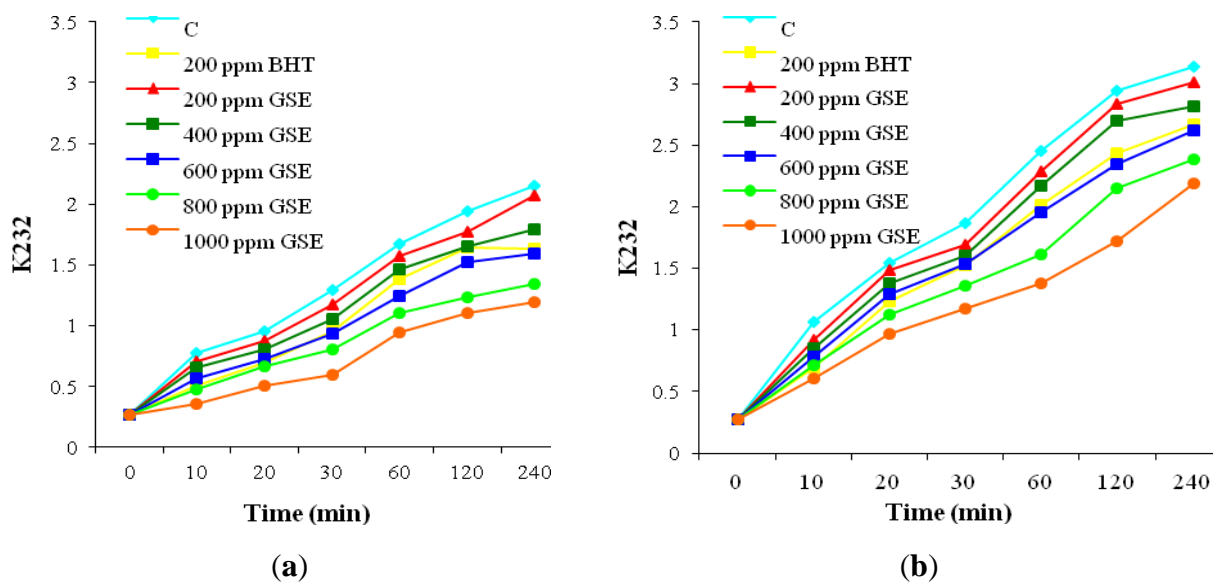 3.5
3
2.5
2
1.5
1
0.5
0
K232
C
200 ppm BHT
200 ppm GSE
400 ppm GSE
600 ppm GSE
800 ppm GSE
1000 ppm GSE
0 10 20 30 60 120 240
Time (min)
(a)
3.5
3
2.5
2
1.5
1
0.5
0
K232
C
200 ppm BHT
200 ppm GSE
400 ppm GSE
600 ppm GSE
800 ppm GSE
1000 ppm GSE
0 10 20 30 60 120 240
Time (min)
(b)